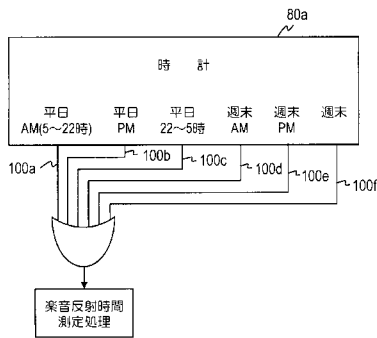 80a
時 計
平日 平日 平日 週末 週末 週末
AM(5～22時) PM 22～5時 AM PM
100a 100b 100c 100d 100e 100f
楽音反射時間
測定処理